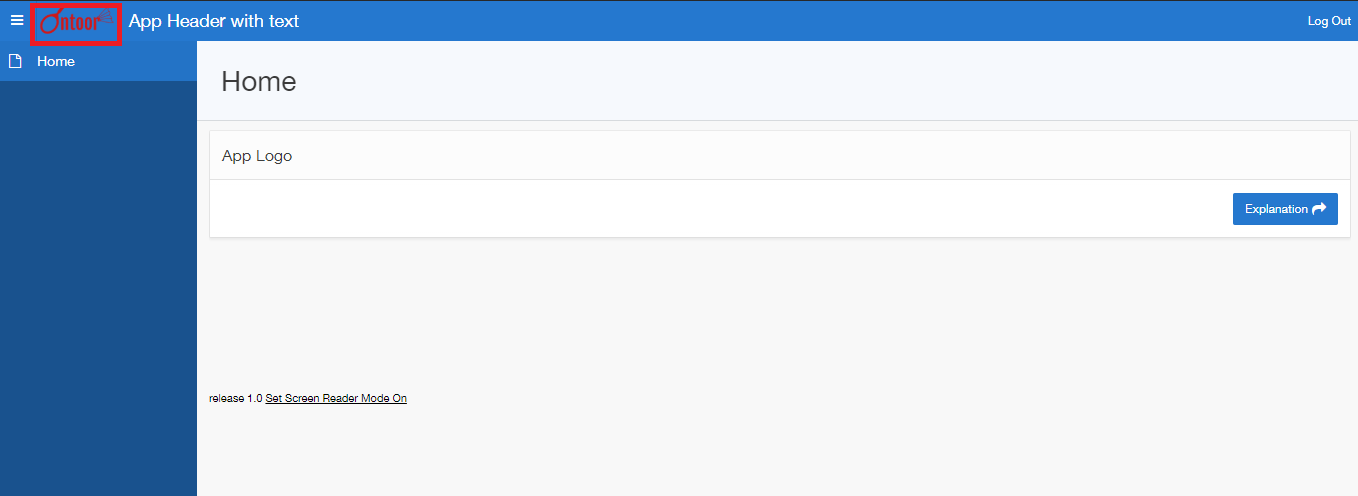 Ontoor App Header with text Log Out
Home
Home
App Logo
Explanation
release 1.0 Set Screen Reader Mode On